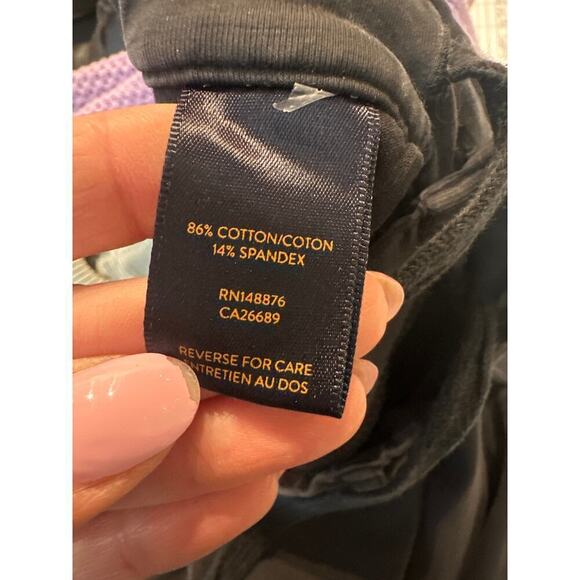 86% COTTON/COTON
14% SPANDEX
RN148876
CA26689
REVERSE FOR CARE
ENTRETIEN AU DOS